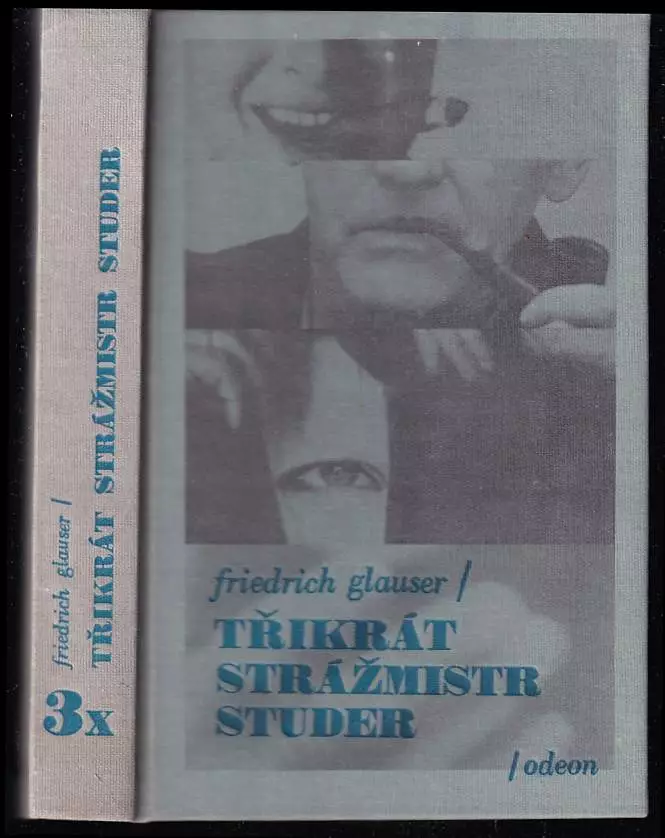 friedrich glauser /
TŘIKRÁT STRÁŽMISTR STUDER
3x
friedrich glauser /
TŘIKRÁT
STRÁŽMISTR
STUDER
/ odeon